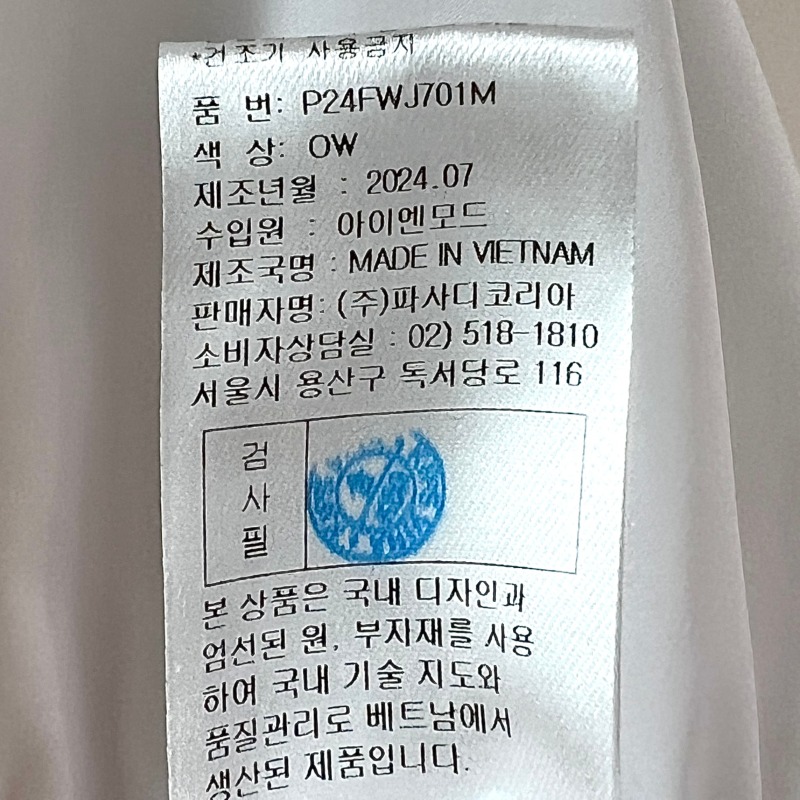 *건조기 사용금지
품 번: P24FWJ701M
색 상: OW
제조년월 : 2024.07
수입원 : 아이엔모드
제조국명 : MADE IN VIETNAM
판매자명: (주)파사디코리아
소비자상담실 : 02) 518-1810
서울시 용산구 독서당로 116
검
사
필
본 상품은 국내 디자인과
엄선된 원, 부자재를 사용
하여 국내 기술 지도와
품질관리로 베트남에서
생산된 제품입니다.